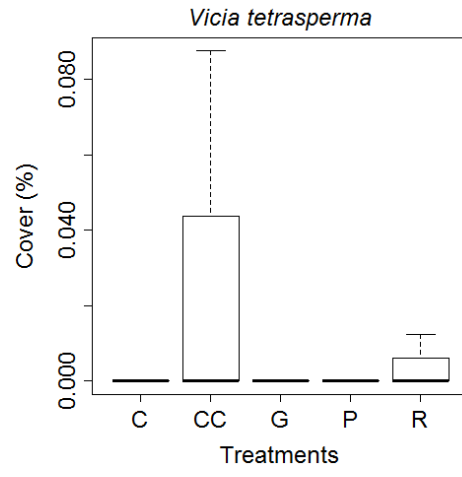 Vicia tetrasperma
Cover (%)
0.080
0.040
0.000
C CC G P R
Treatments